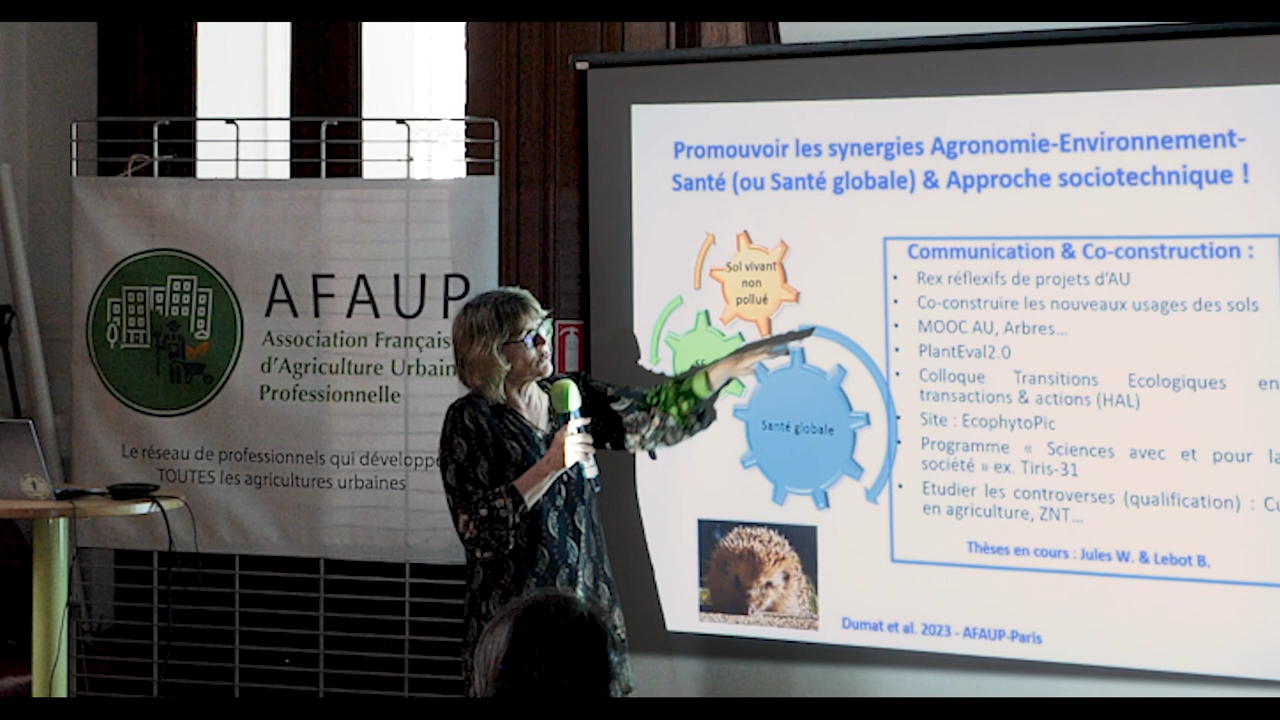 AFAUP
Association Français
d'Agriculture Urbain
Professionnelle
Le réseau de professionnels qui développe
TOUTES les agricultures urbaines
Promouvoir les synergies Agronomie-Environnement-
Santé (ou Santé globale) & Approche sociotechnique !
Sol vivant
non
pollué
Santé globale
Communication & Co-construction :
• Rex réflexifs de projets d'AU
• Co-construire les nouveaux usages des sols
• MOOC AU, Arbres...
• PlantEval2.0
• Colloque Transitions Ecologiques en
transactions & actions (HAL)
• Site : EcophytoPic
• Programme « Sciences avec et pour la
société » ex. Tiris-31
• Etudier les controverses (qualification) : Cu
en agriculture, ZNT...
Thèses en cours : Jules W. & Lebot B.
Dumat et al. 2023 - AFAUP-Paris